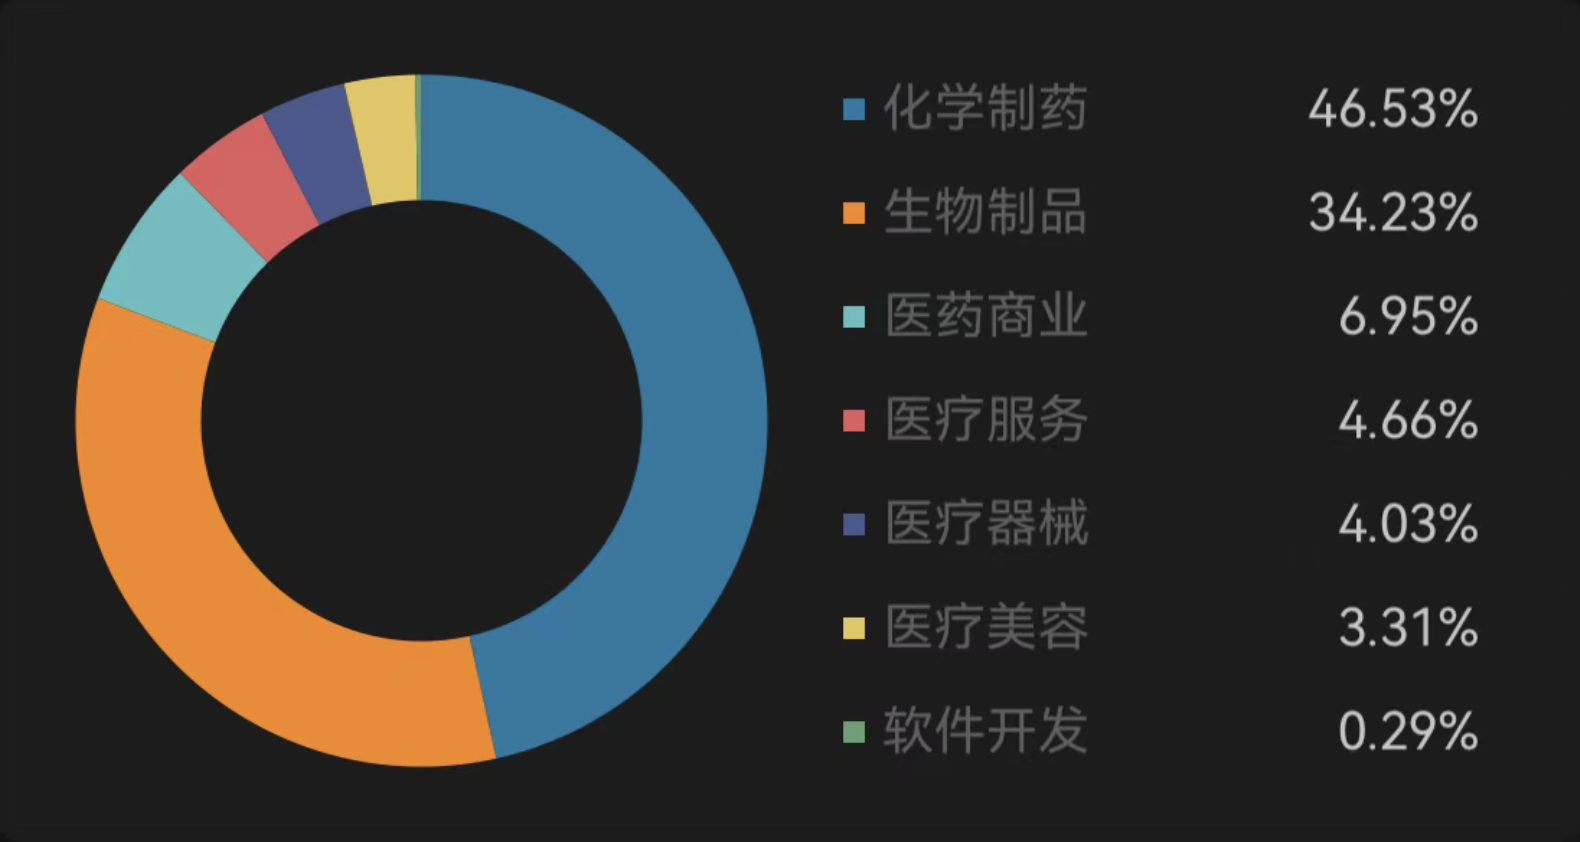 化学制药 46.53%
生物制品 34.23%
医药商业 6.95%
医疗服务 4.66%
医疗器械 4.03%
医疗美容 3.31%
软件开发 0.29%